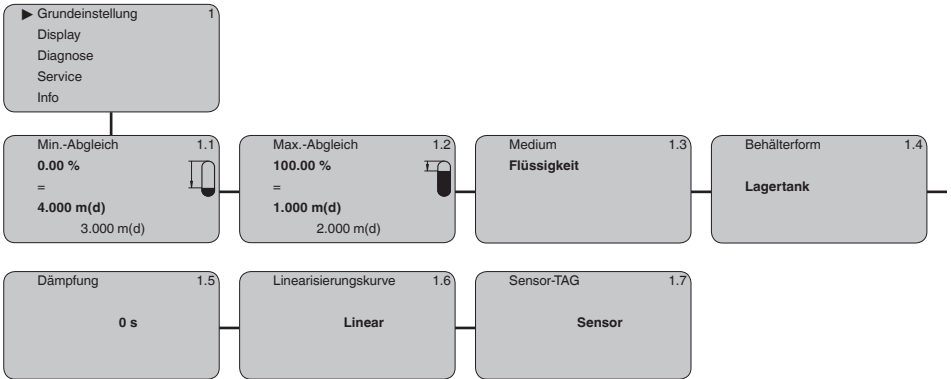 ▶ Grundeinstellung 1
Display
Diagnose
Service
Info
Min.-Abgleich 1.1
0.00 %
=
4.000 m(d)
3.000 m(d)
Max.-Abgleich 1.2
100.00 %
=
1.000 m(d)
2.000 m(d)
Medium 1.3
Flüssigkeit
Behälterform 1.4
Lagertank
Dämpfung 1.5
0 s
Linearisierungskurve 1.6
Linear
Sensor-TAG 1.7
Sensor